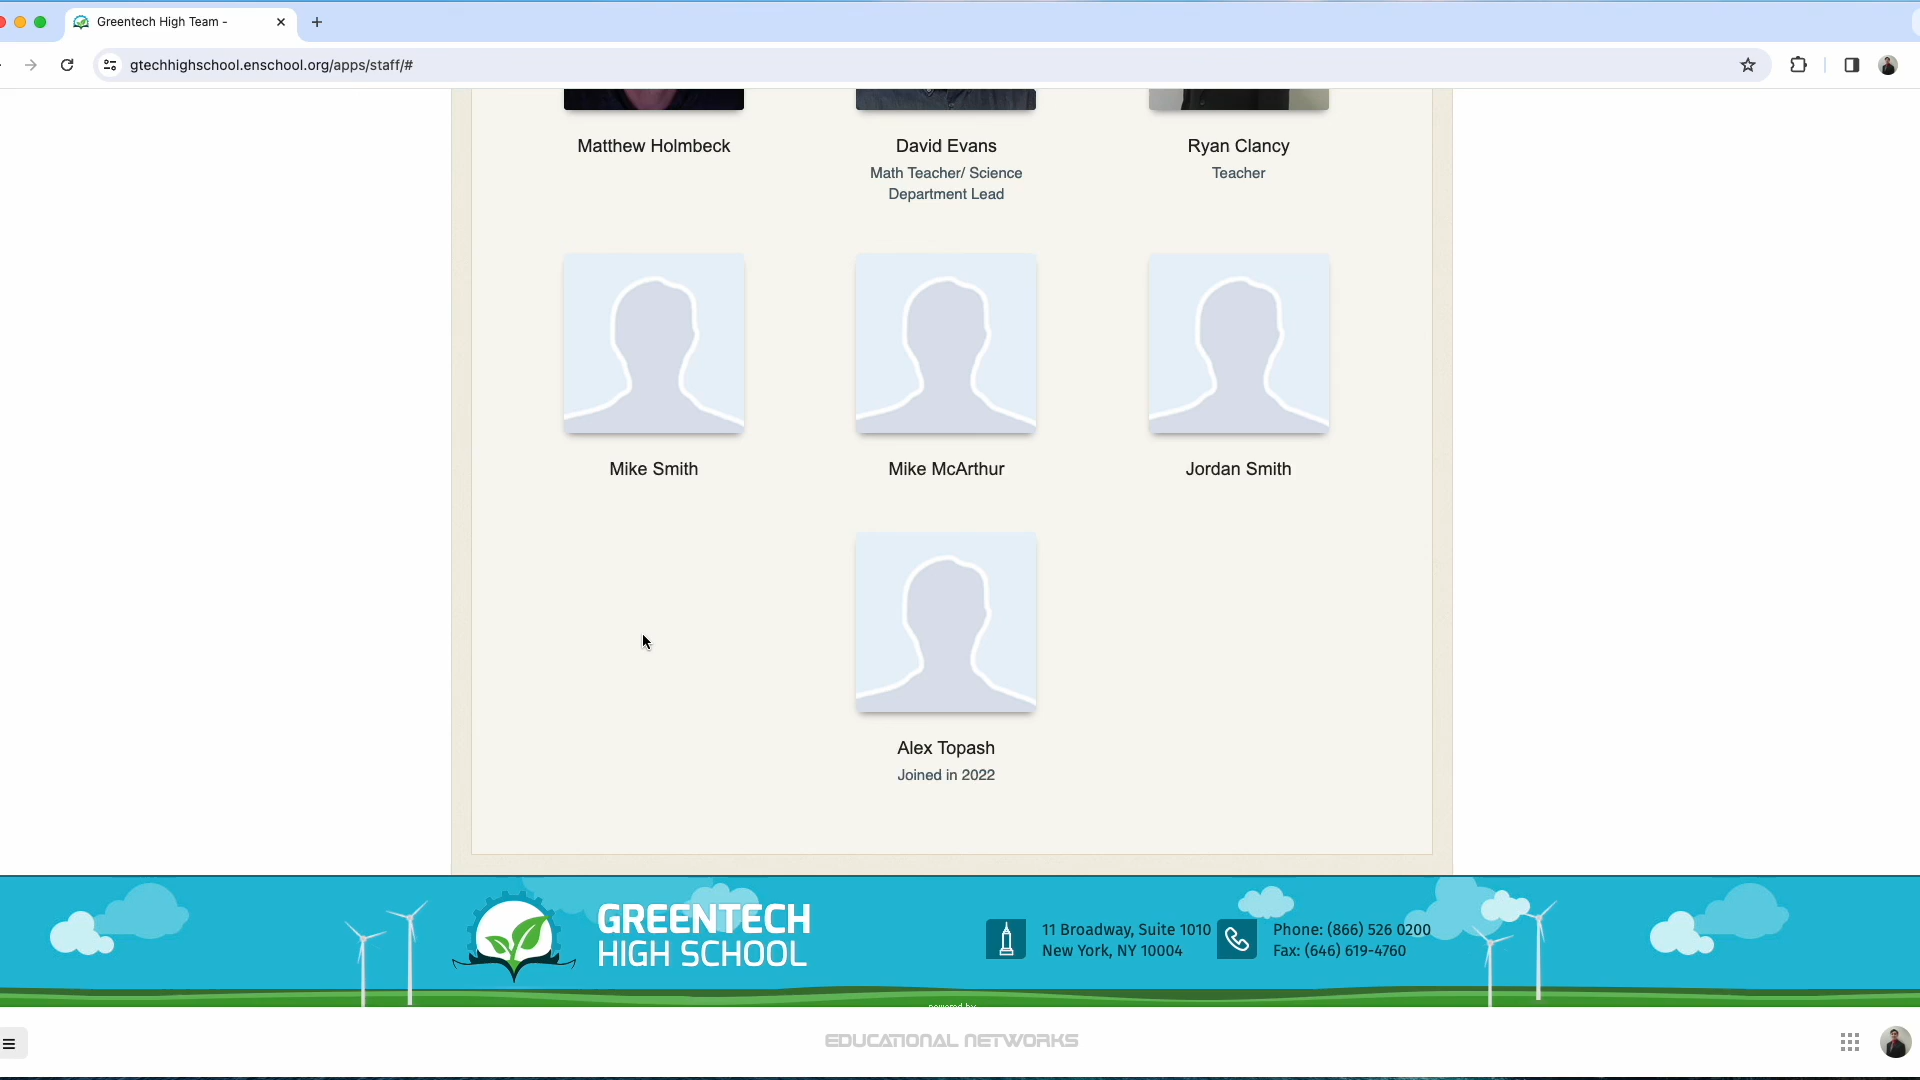 Greentech High Team -
gtechhighschool.enschool.org/apps/staff/#
Matthew Holmbeck
David Evans
Math Teacher/ Science
Department Lead
Ryan Clancy
Teacher
Mike Smith
Mike McArthur
Jordan Smith
Alex Topash
Joined in 2022
GREENTECH
HIGH SCHOOL
11 Broadway, Suite 1010
New York, NY 10004
Phone: (866) 526 0200
Fax: (646) 619-4760
powered by
EDUCATIONAL NETWORKS